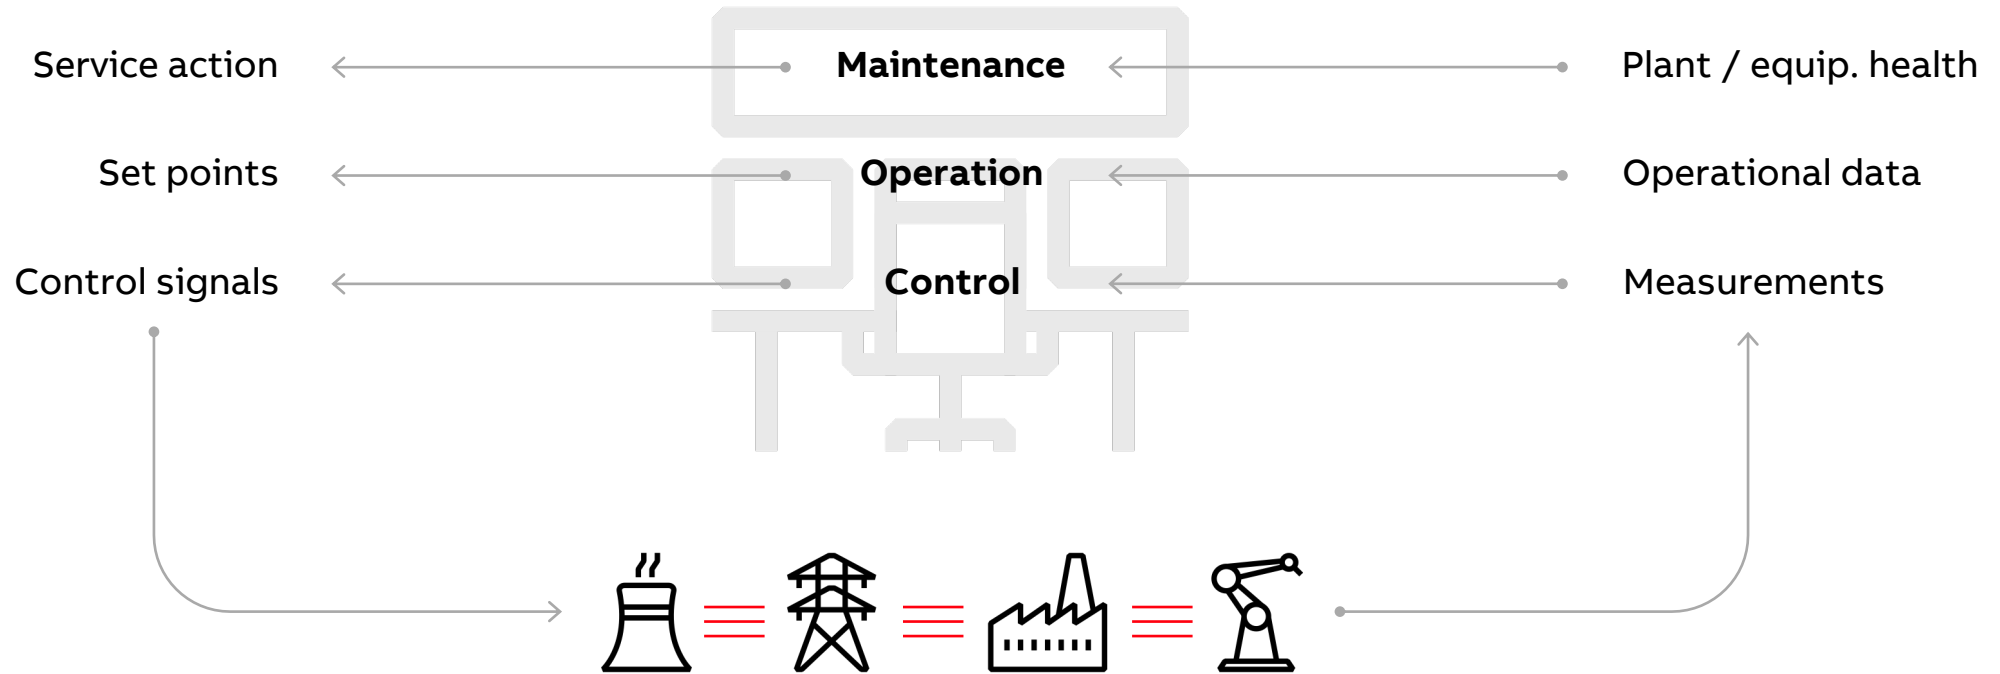 Service action
Maintenance
Plant / equip. health
Set points
Operation
Operational data
Control signals
Control
Measurements